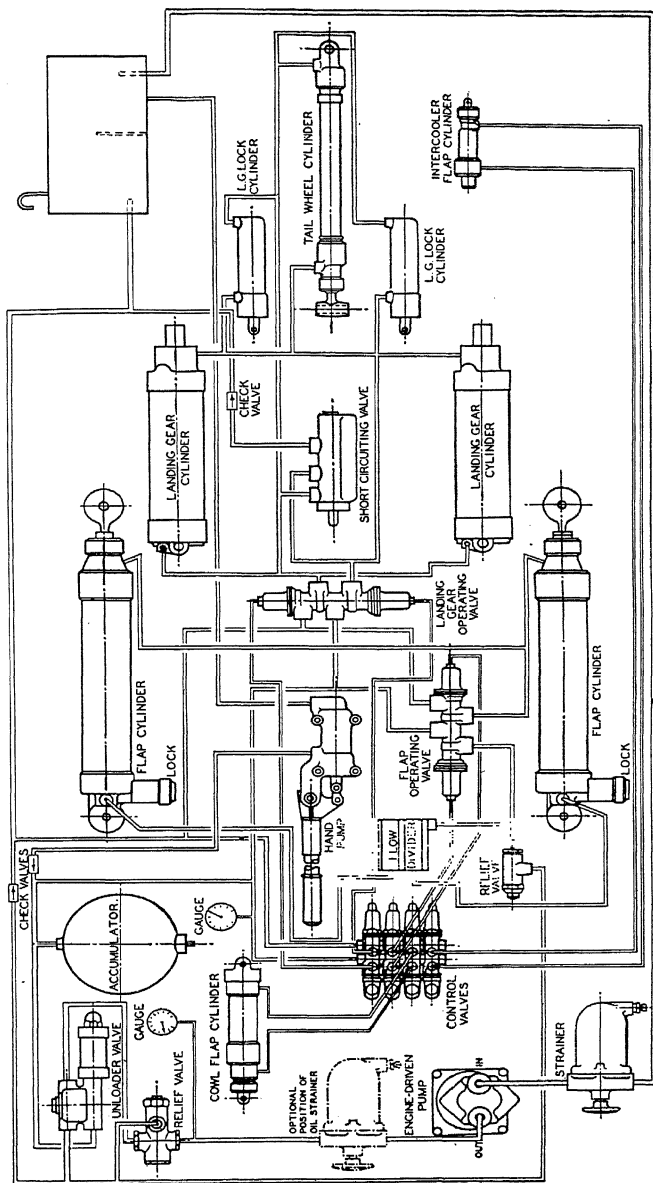 L.G.LOCK
CYLINDER
TAIL WHEEL CYLINDER
L.G.LOCK
CYLINDER
INTERCOOLER
FLAP CYLINDER
LANDING GEAR
CYLINDER
CHECK
VALVE
SHORT CIRCUITING VALVE
LANDING GEAR
CYLINDER
FLAP CYLINDER
LOCK
LANDING
GEAR
OPERATING
VALVE
FLAP CYLINDER
LOCK
HAND
PUMP
FLAP
OPERATING
VALVE
FLOW
DIVIDER
RELIEF
VALVE
CHECK VALVES
ACCUMULATOR
GAUGE
CONTROL
VALVES
UNLOADER VALVE
GAUGE
COWL FLAP CYLINDER
RELIEF VALVE
OPTIONAL
POSITION OF
OIL STRAINER
ENGINE-DRIVEN
PUMP
IN
OUT
STRAINER